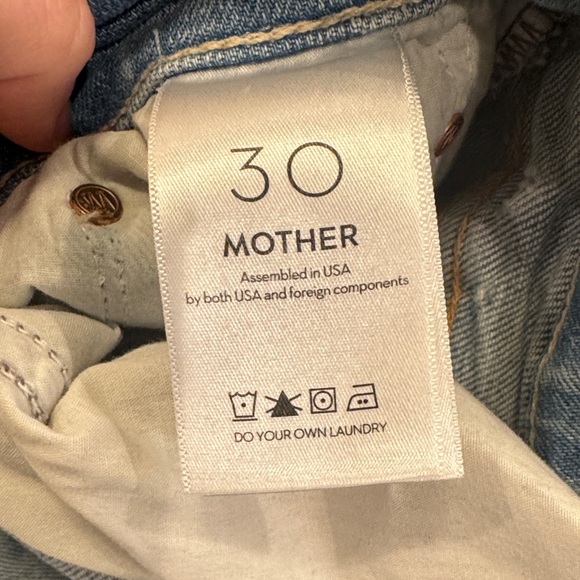 30
MOTHER
Assembled in USA
by both USA and foreign components
DO YOUR OWN LAUNDRY